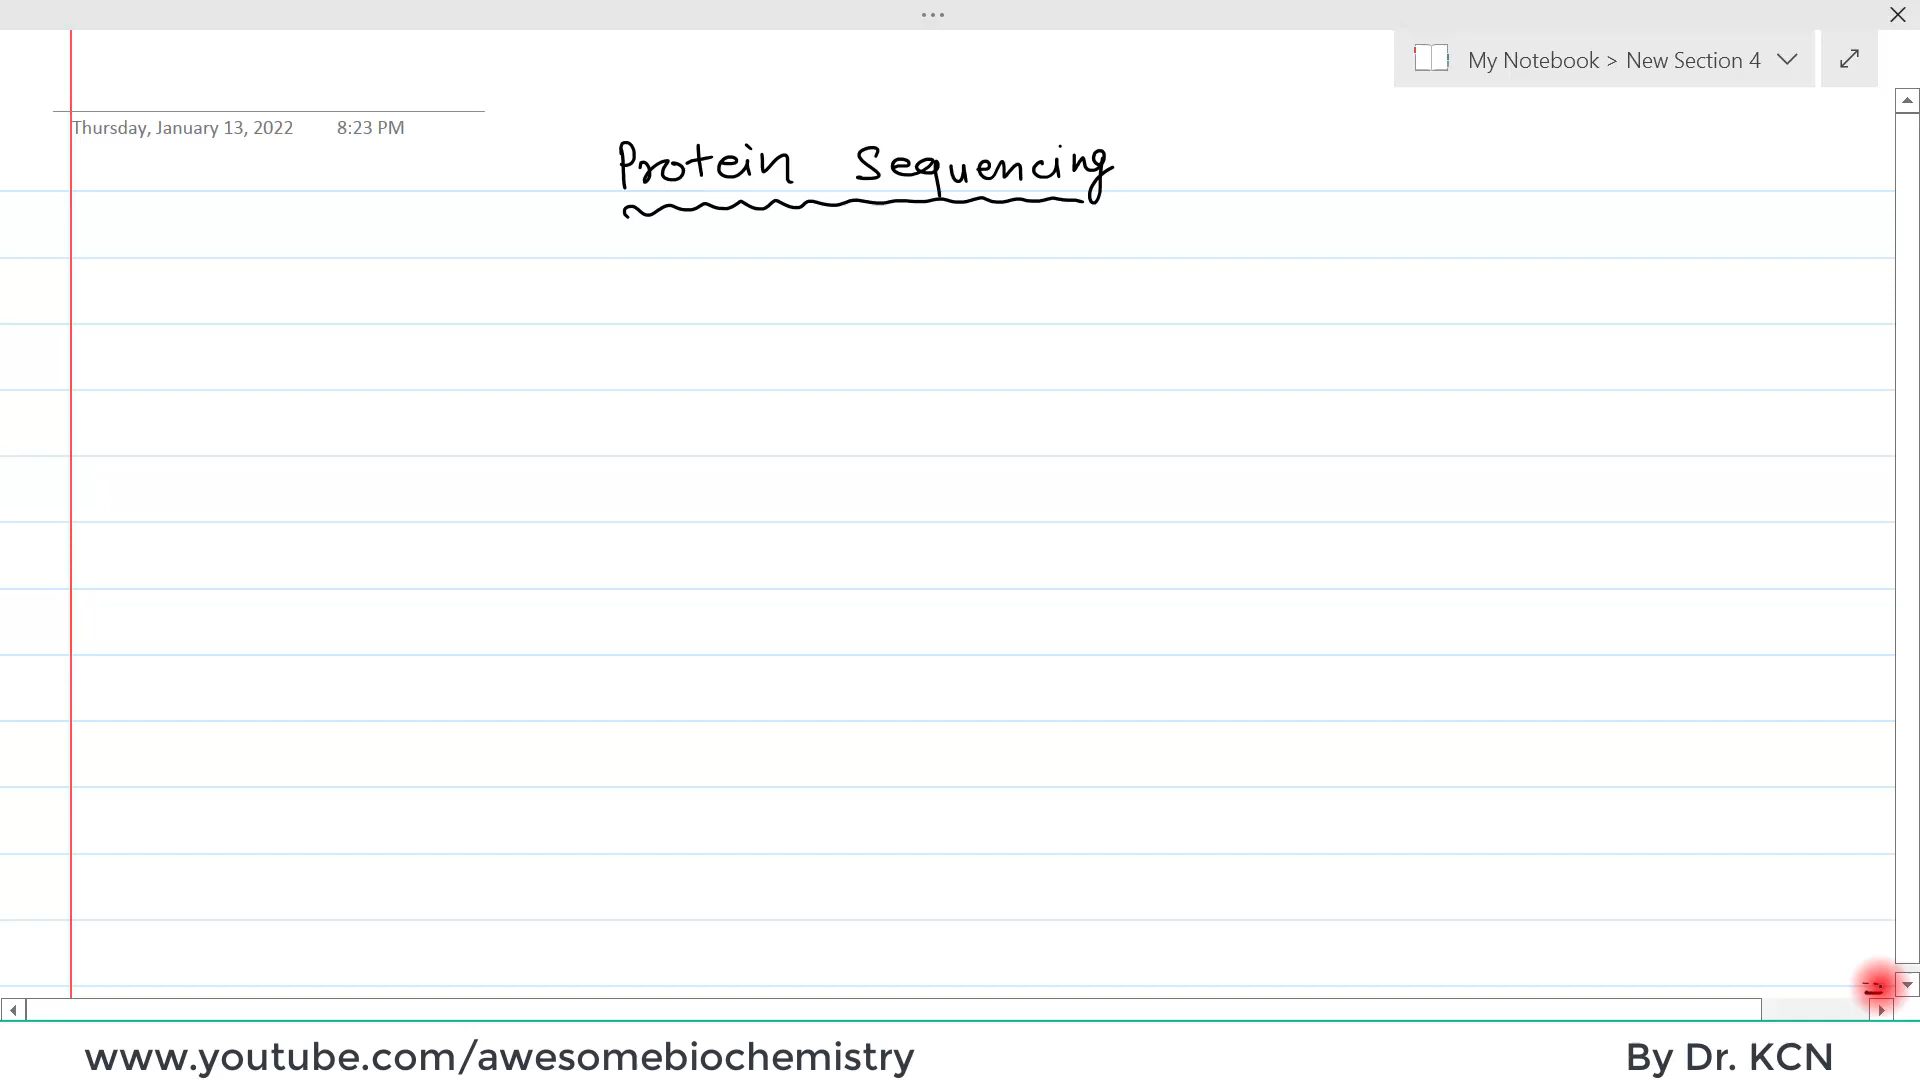 My Notebook > New Section 4
Thursday, January 13, 2022 8:23 PM
Protein Sequencing
www.youtube.com/awesomebiochemistry
By Dr. KCN